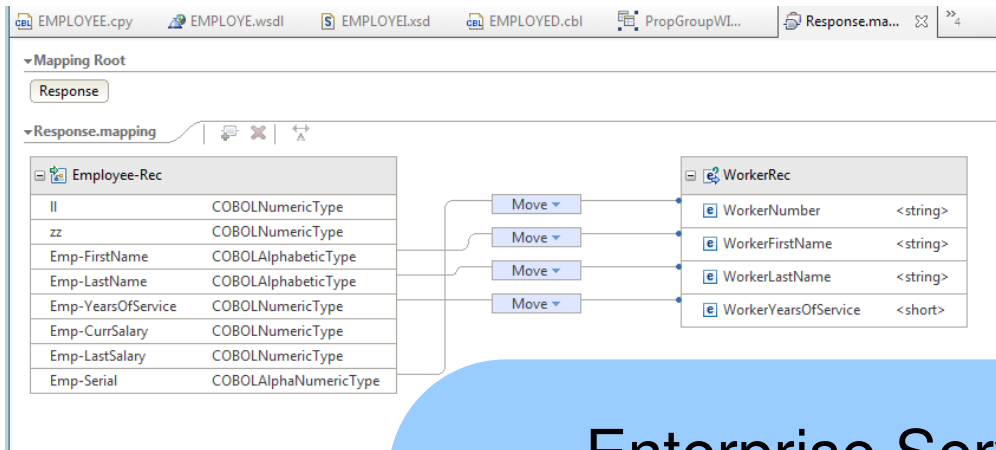 EMPLOYEE.cpy EMPLOYE.wsdl EMPLOYEI.xsd EMPLOYED.cbl PropGroupWI... Response.ma... »4
Mapping Root
Response
Response.mapping
Employee-Rec WorkerRec
ll COBOLNumericType Move WorkerNumber <string>
zz COBOLNumericType Move WorkerFirstName <string>
Emp-FirstName COBOLAlphabeticType
Emp-LastName COBOLAlphabeticType Move WorkerLastName <string>
Emp-YearsOfService COBOLNumericType Move WorkerYearsOfService <short>
Emp-CurrSalary COBOLNumericType
Emp-LastSalary COBOLNumericType
Emp-Serial COBOLAlphaNumericType
Enterprise